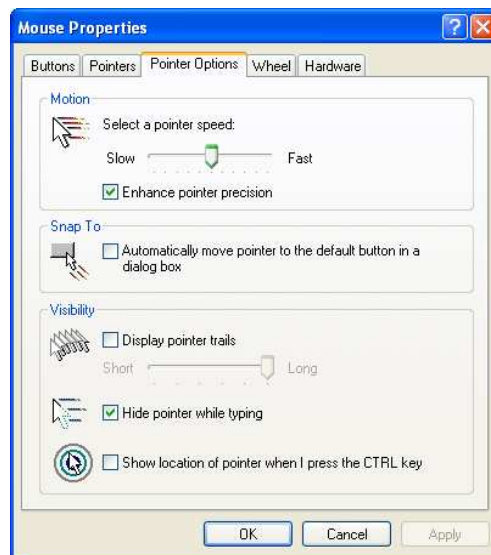 Mouse Properties
Buttons Pointers Pointer Options Wheel Hardware
Motion
Select a pointer speed:
Slow Fast
Enhance pointer precision
Snap To
Automatically move pointer to the default button in a
dialog box
Visibility
Display pointer trails
Short Long
Hide pointer while typing
Show location of pointer when I press the CTRL key
OK Cancel Apply